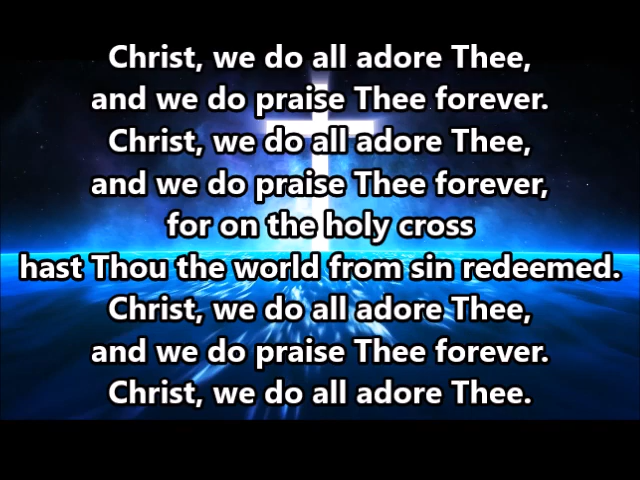 Christ, we do all adore Thee,
and we do praise Thee forever.
Christ, we do all adore Thee,
and we do praise Thee forever,
for on the holy cross
hast Thou the world from sin redeemed.
Christ, we do all adore Thee,
and we do praise Thee forever.
Christ, we do all adore Thee.